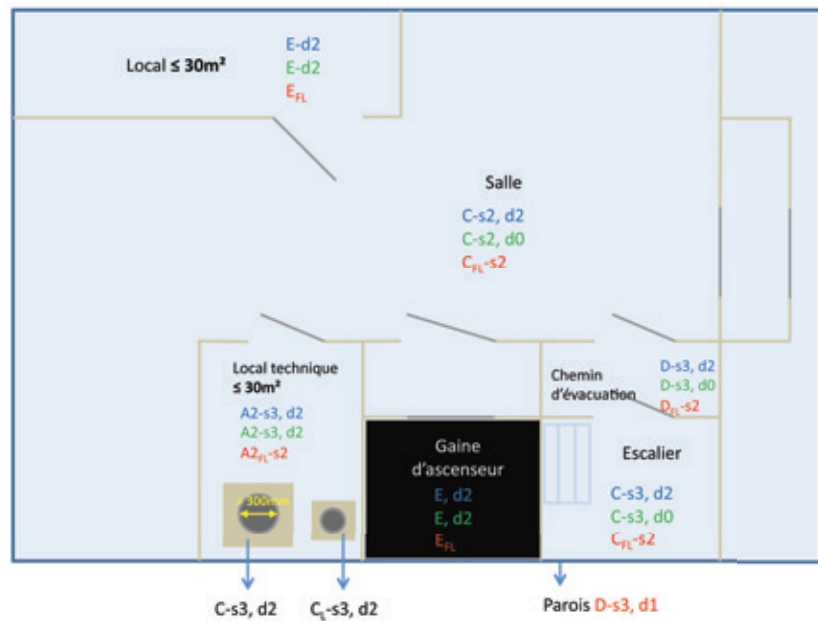 Local ≤ 30m²
E-d2
E-d2
EFL
Salle
C-s2, d2
C-s2, d0
CFL-s2
Local technique
≤ 30m²
A2-s3, d2
A2-s3, d2
A2FL-s2
> 300mm
Gaine
d'ascenseur
E, d2
E, d2
EFL
Chemin
d'évacuation
D-s3, d2
D-s3, d0
DFL-s2
Escalier
C-s3, d2
C-s3, d0
CFL-s2
C-s3, d2
CL-s3, d2
Parois D-s3, d1